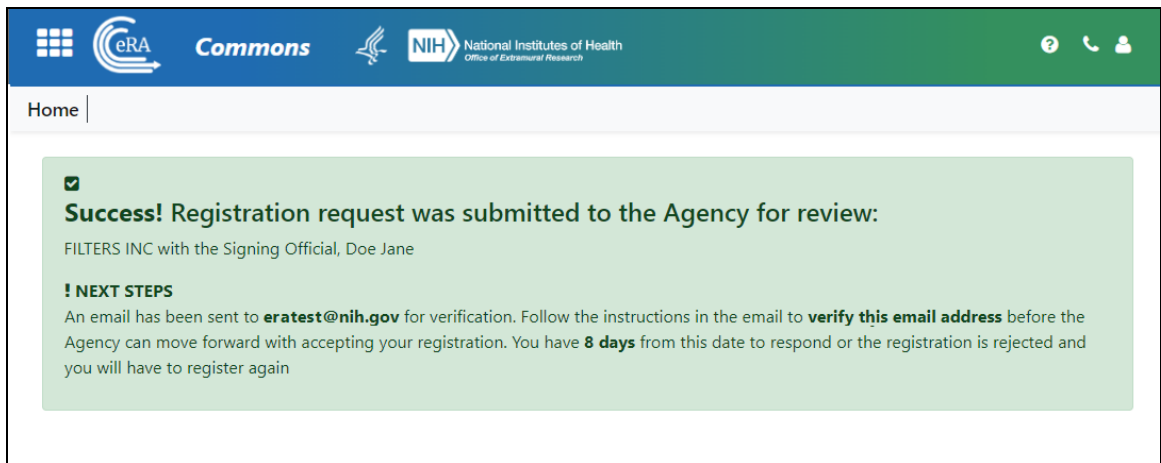 eRA Commons NIH National Institutes of Health
Office of Extramural Research
Home
Success! Registration request was submitted to the Agency for review:
FILTERS INC with the Signing Official, Doe Jane
! NEXT STEPS
An email has been sent to eratest@nih.gov for verification. Follow the instructions in the email to verify this email address before the
Agency can move forward with accepting your registration. You have 8 days from this date to respond or the registration is rejected and
you will have to register again